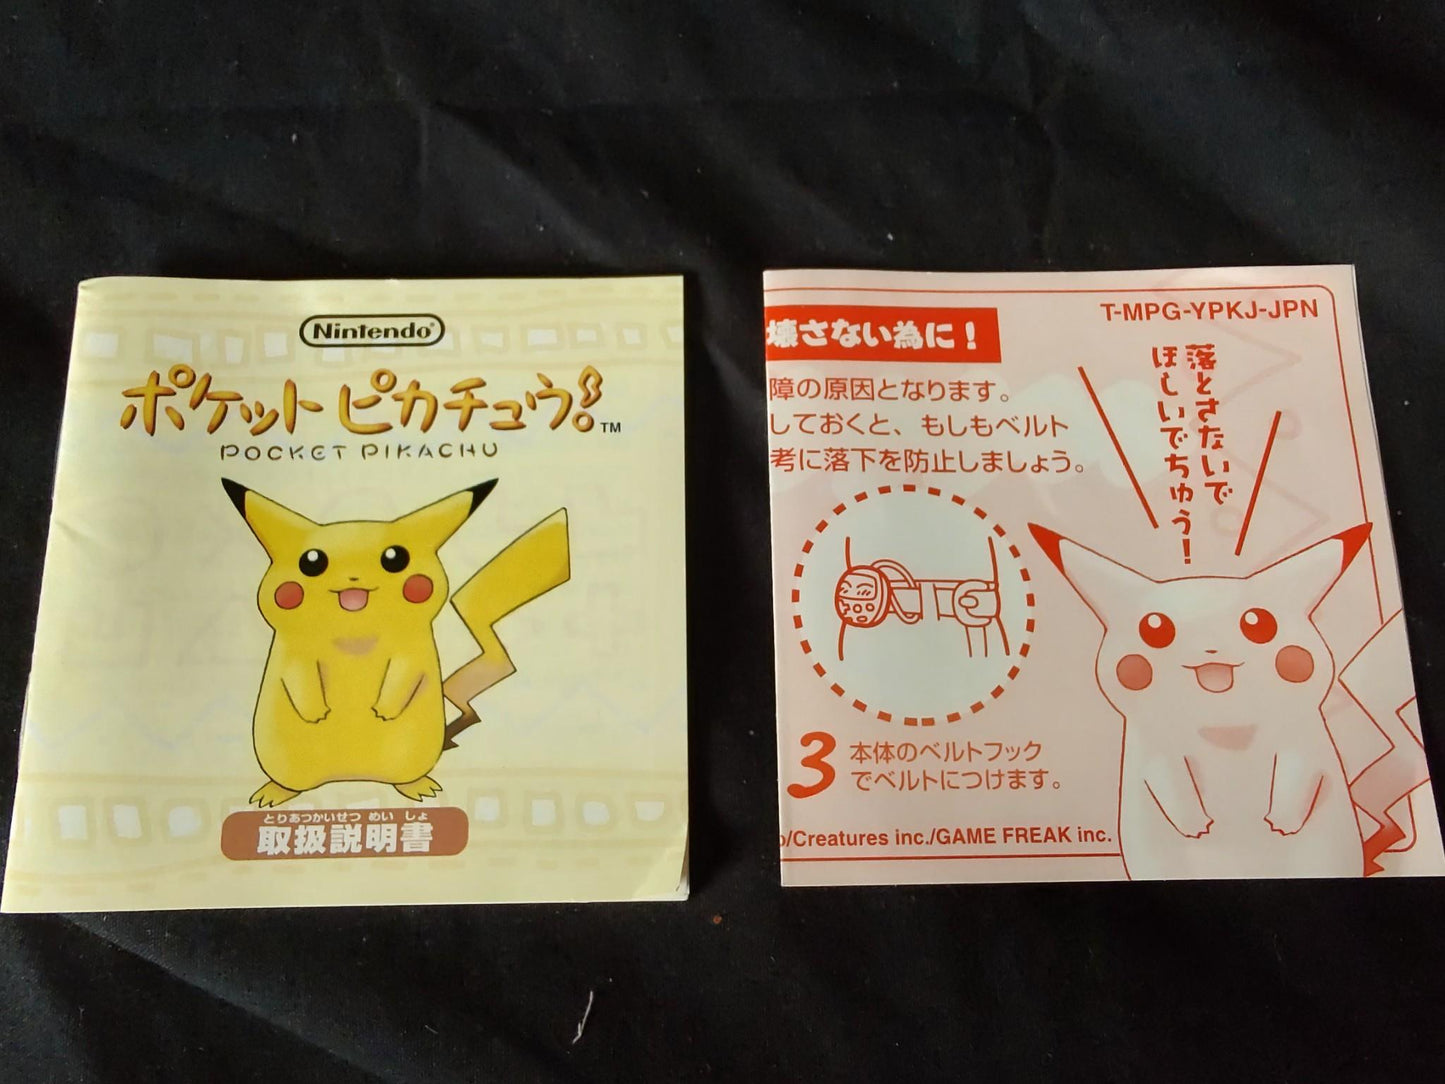 Nintendo
ポケットピカチュウ!™
POCKET PIKACHU
とりあつかいせつめいしょ
取扱説明書
T-MPG-YPKJ-JPN
壊さない為に!
障の原因となります。
しておくと、もしもベルト
考に落下を防止しましょう。
落とさないで
ほしいでちゅう!
3 本体のベルトフック
でベルトにつけます。
/Creatures inc./GAME FREAK inc.